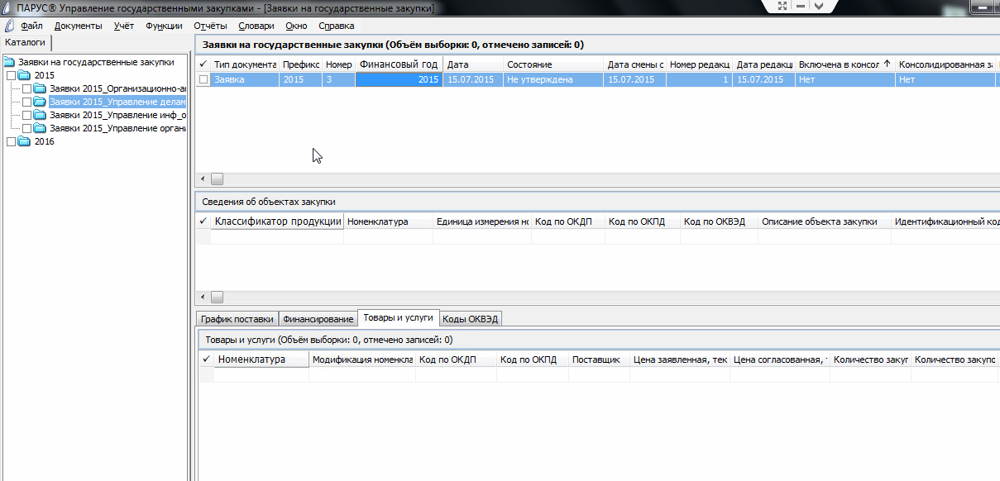 ПАРУС® Управление государственными закупками - [Заявки на государственные закупки]
Файл Документы Учёт Функции Отчёты Словари Окно Справка
Каталоги
Заявки на государственные закупки
2015
Заявки 2015_Организационно-а
Заявки 2015_Управление делам
Заявки 2015_Управление инф_о
Заявки 2015_Управление органи
2016
Заявки на государственные закупки (Объём выборки: 0, отмечено записей: 0)
Тип документа Префикс Номер Финансовый год Дата Состояние Дата смены с Номер редакц Дата редакци Включена в консол Консолидированная за
Заявка 2015 3 2015 15.07.2015 Не утверждена 15.07.2015 1 15.07.2015 Нет Нет
Сведения об объектах закупки
Классификатор продукции Номенклатура Единица измерения но Код по ОКДП Код по ОКПД Код по ОКВЭД Описание объекта закупки Идентификационный код
График поставки Финансирование Товары и услуги Коды ОКВЭД
Товары и услуги (Объём выборки: 0, отмечено записей: 0)
Номенклатура Модификация номенкла Код по ОКДП Код по ОКПД Поставщик Цена заявленная, тек Цена согласованная, Количество закуп Количество закупо